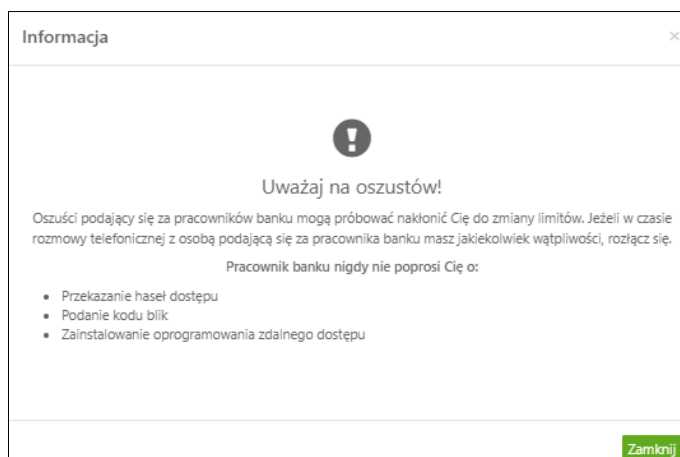 Informacja
×
Uważaj na oszustów!
Oszuści podający się za pracowników banku mogą próbować nakłonić Cię do zmiany limitów. Jeżeli w czasie
rozmowy telefonicznej z osobą podającą się za pracownika banku masz jakiekolwiek wątpliwości, rozłącz się.
Pracownik banku nigdy nie poprosi Cię o:
• Przekazanie haseł dostępu
• Podanie kodu blik
• Zainstalowanie oprogramowania zdalnego dostępu
Zamknij